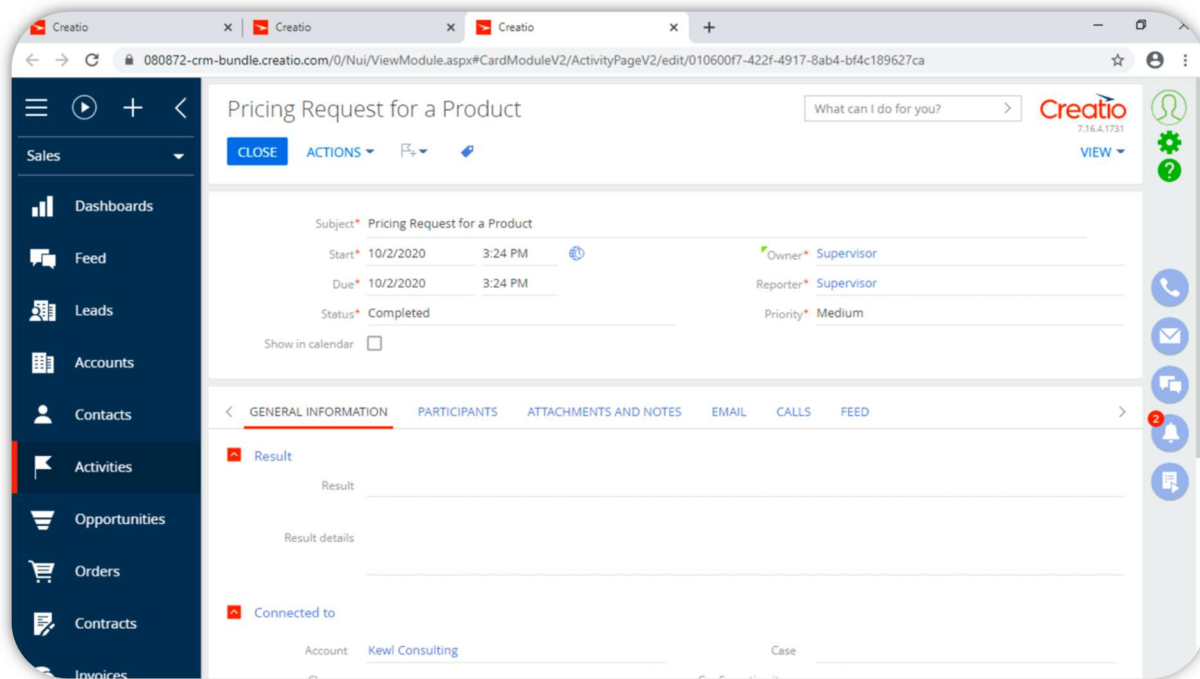 Creatio
Creatio
Creatio
080872-crm-bundle.creatio.com/0/Nui/ViewModule.aspx#CardModuleV2/ActivityPageV2/edit/010600f7-422f-4917-8ab4-bf4c189627ca
Sales
Dashboards
Feed
Leads
Accounts
Contacts
Activities
Opportunities
Orders
Contracts
Invoices
Pricing Request for a Product
What can I do for you?
Creatio
7.16.4.1731
CLOSE ACTIONS
VIEW
Subject* Pricing Request for a Product
Start* 10/2/2020 3:24 PM
Owner* Supervisor
Due* 10/2/2020 3:24 PM
Reporter* Supervisor
Status* Completed
Priority* Medium
Show in calendar
GENERAL INFORMATION PARTICIPANTS ATTACHMENTS AND NOTES EMAIL CALLS FEED
Result
Result
Result details
Connected to
Account Kewl Consulting
Case
2